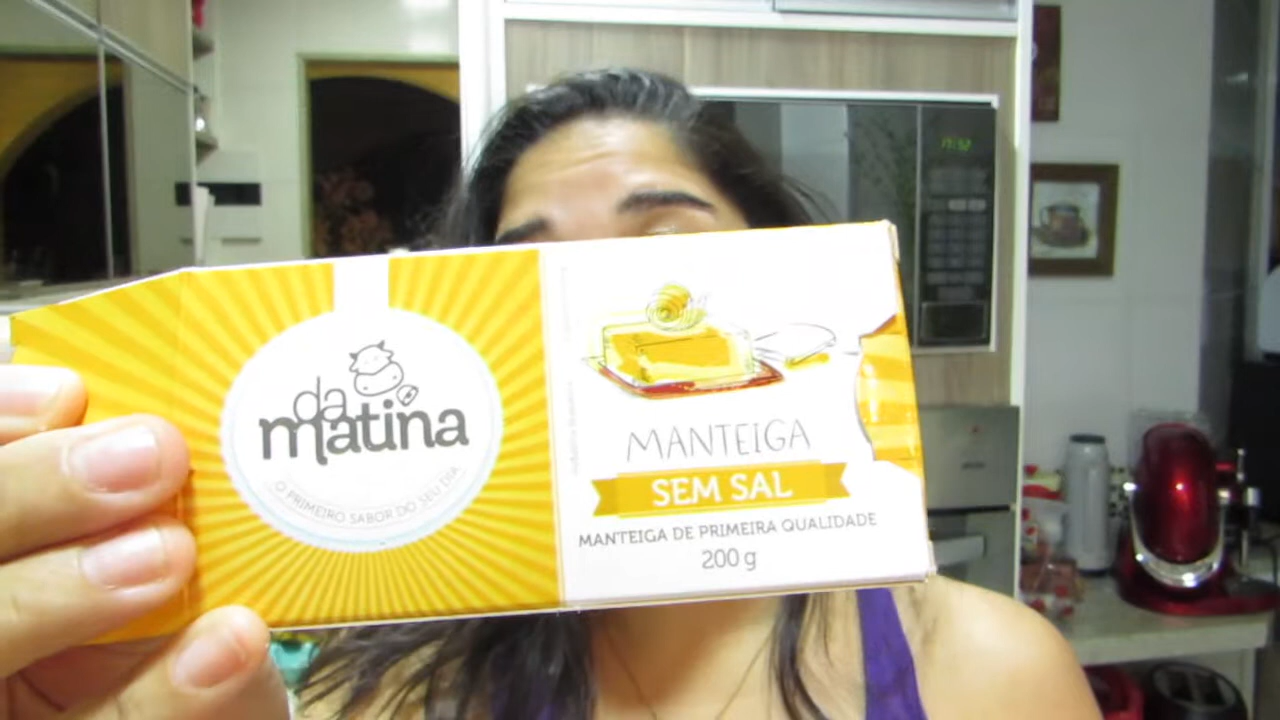 da
matina
O PRIMEIRO SABOR DO SEU DIA
MANTEIGA
SEM SAL
MANTEIGA DE PRIMEIRA QUALIDADE
200 g